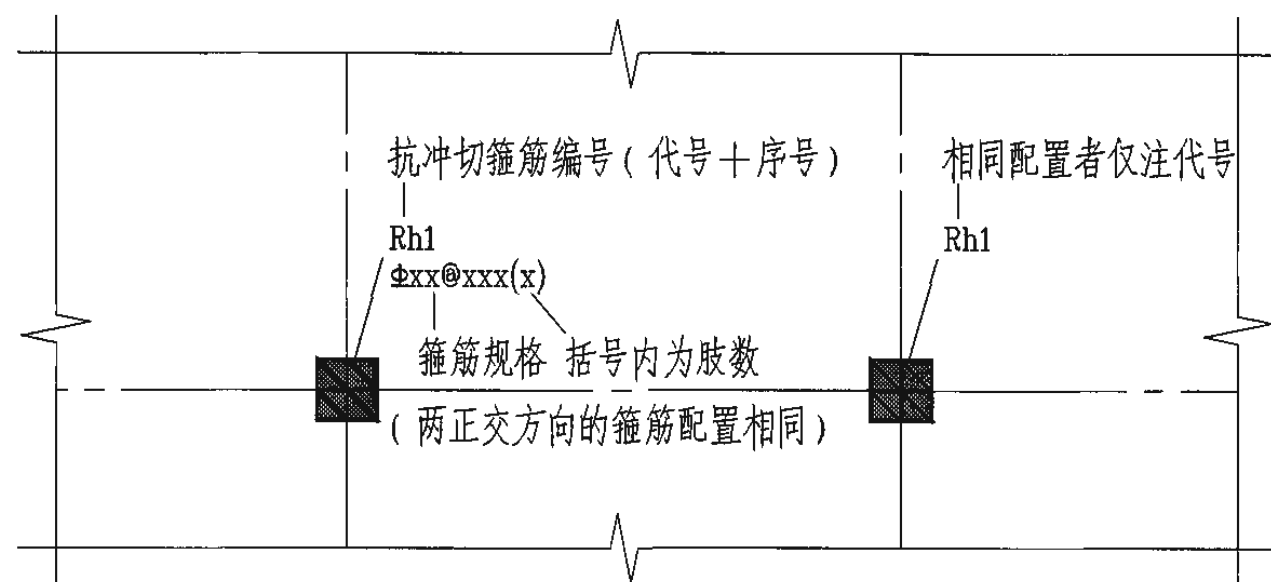 抗冲切箍筋编号(代号+序号)
Rh1
Φxx@xxx(x)
箍筋规格 括号内为肢数
(两正交方向的箍筋配置相同)
相同配置者仅注代号
Rh1